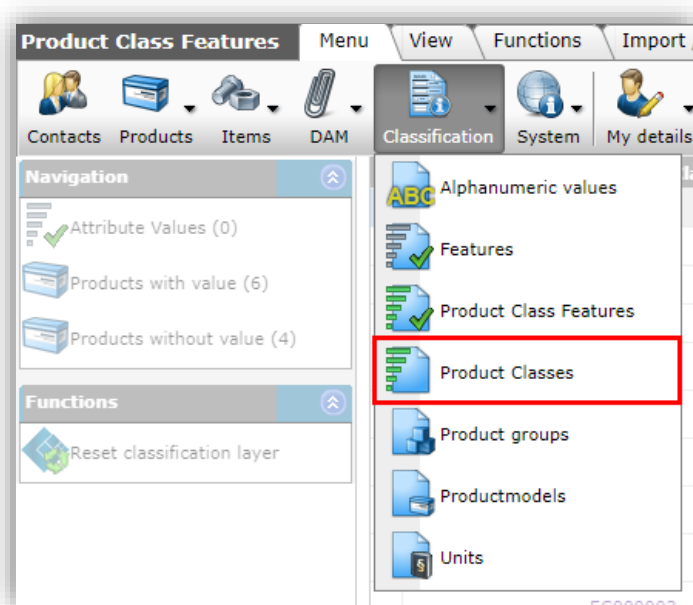 Product Class Features Menu View Functions Import
Contacts Products Items DAM Classification System My details
Navigation
Attribute Values (0)
Products with value (6)
Products without value (4)
Functions
Reset classification layer
ABC Alphanumeric values
Features
Product Class Features
Product Classes
Product groups
Productmodels
§ Units